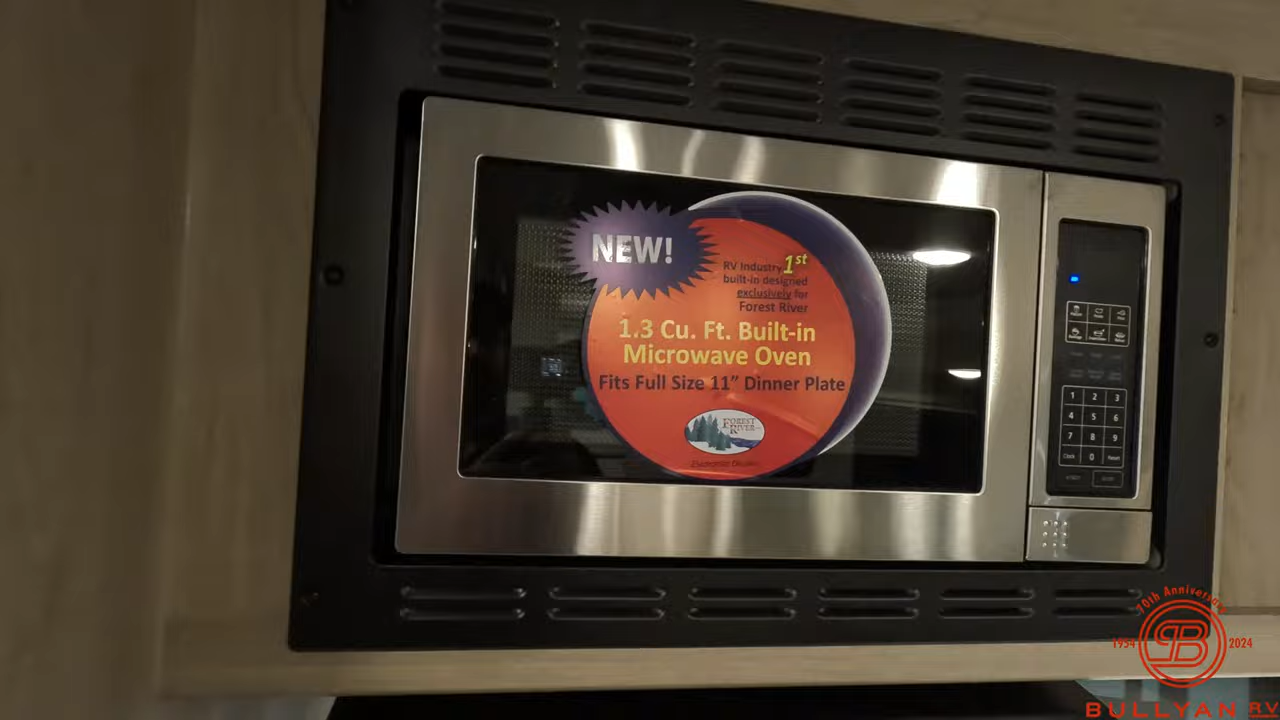 NEW!
RV Industry 1st
built-in designed
exclusively for
Forest River
1.3 Cu. Ft. Built-in
Microwave Oven
Fits Full Size 11” Dinner Plate
FOREST
RIVER
1 2 3
4 5 6
7 8 9
Clock 0 Reset
70th Anniversary
1954 2024
BULLYAN RV